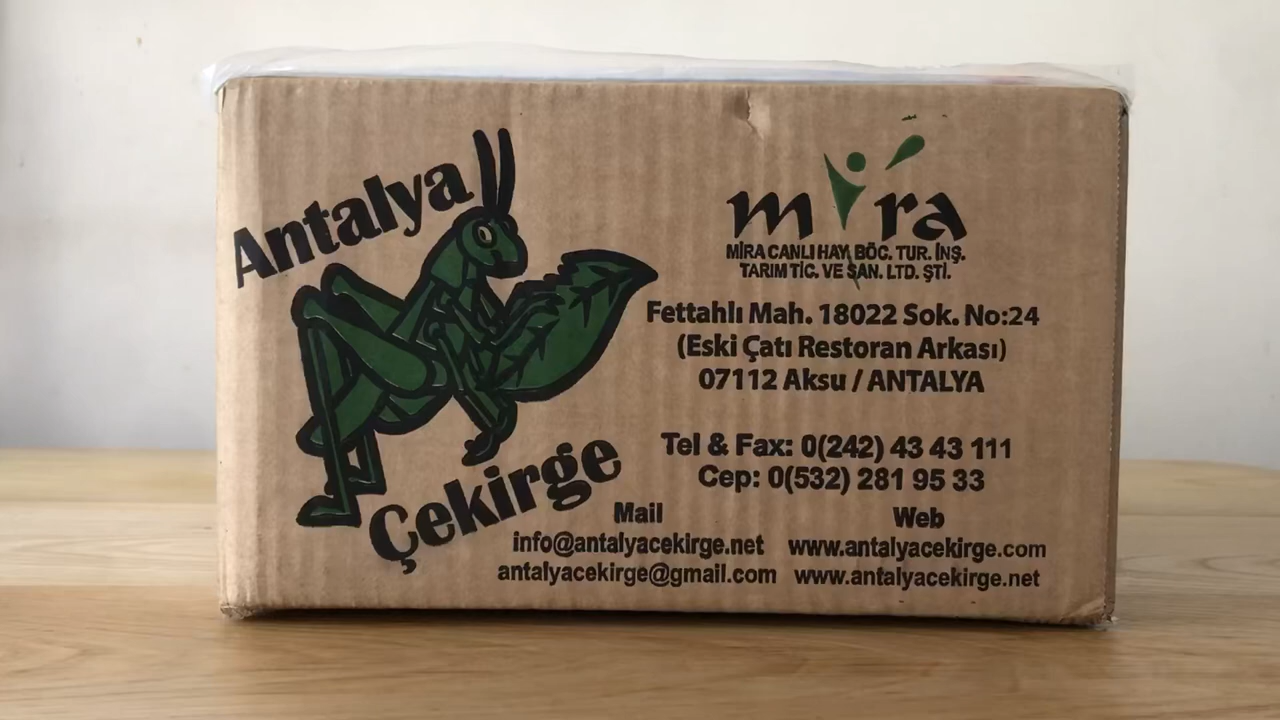 Antalya
Çekirge
mira
MİRA CANLI HAY. BÖC. TUR. İNŞ.
TARIM TİC. VE SAN. LTD. ŞTİ.
Fettahlı Mah. 18022 Sok. No:24
(Eski Çatı Restoran Arkası)
07112 Aksu / ANTALYA
Tel & Fax: 0(242) 43 43 111
Cep: 0(532) 281 95 33
Mail
info@antalyacekirge.net
antalyacekirge@gmail.com
Web
www.antalyacekirge.com
www.antalyacekirge.net